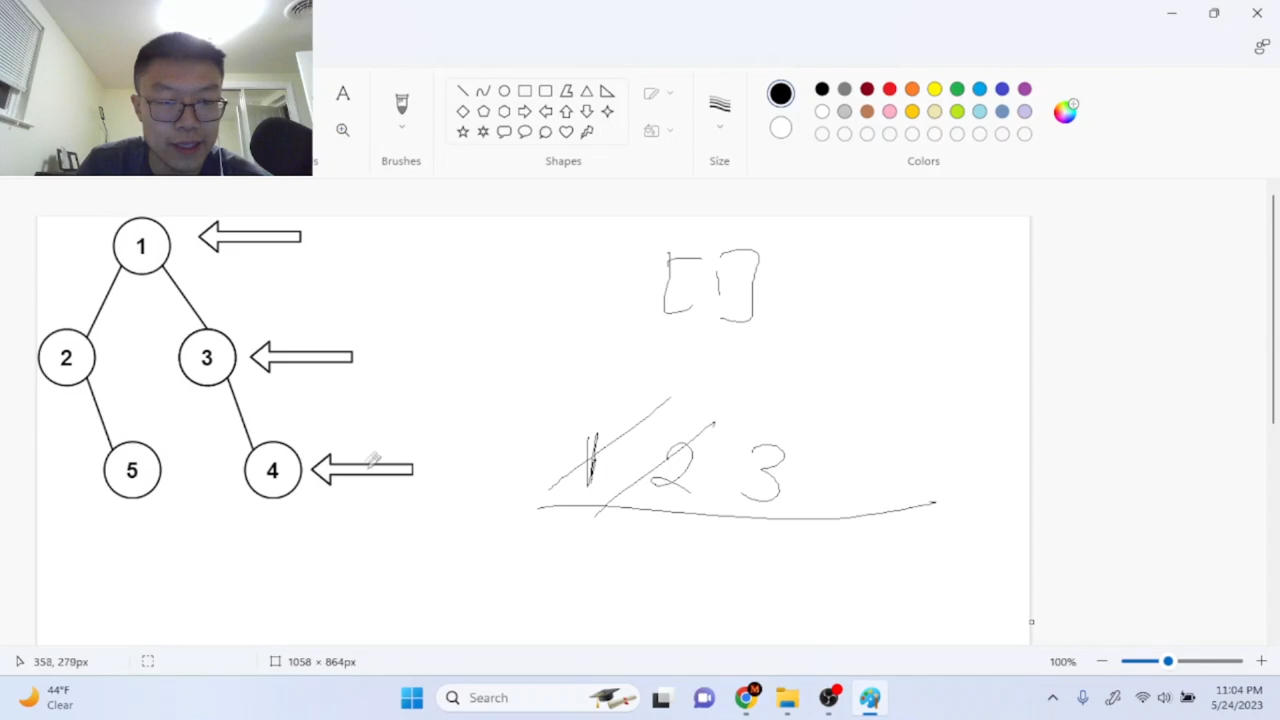 A
s
Brushes
Shapes
Size
Colors
1
2 3
5 4
[ ]
1 2 3
358, 279px
1058 × 864px
100%
44°F
Clear
Search
M
11:04 PM
5/24/2023